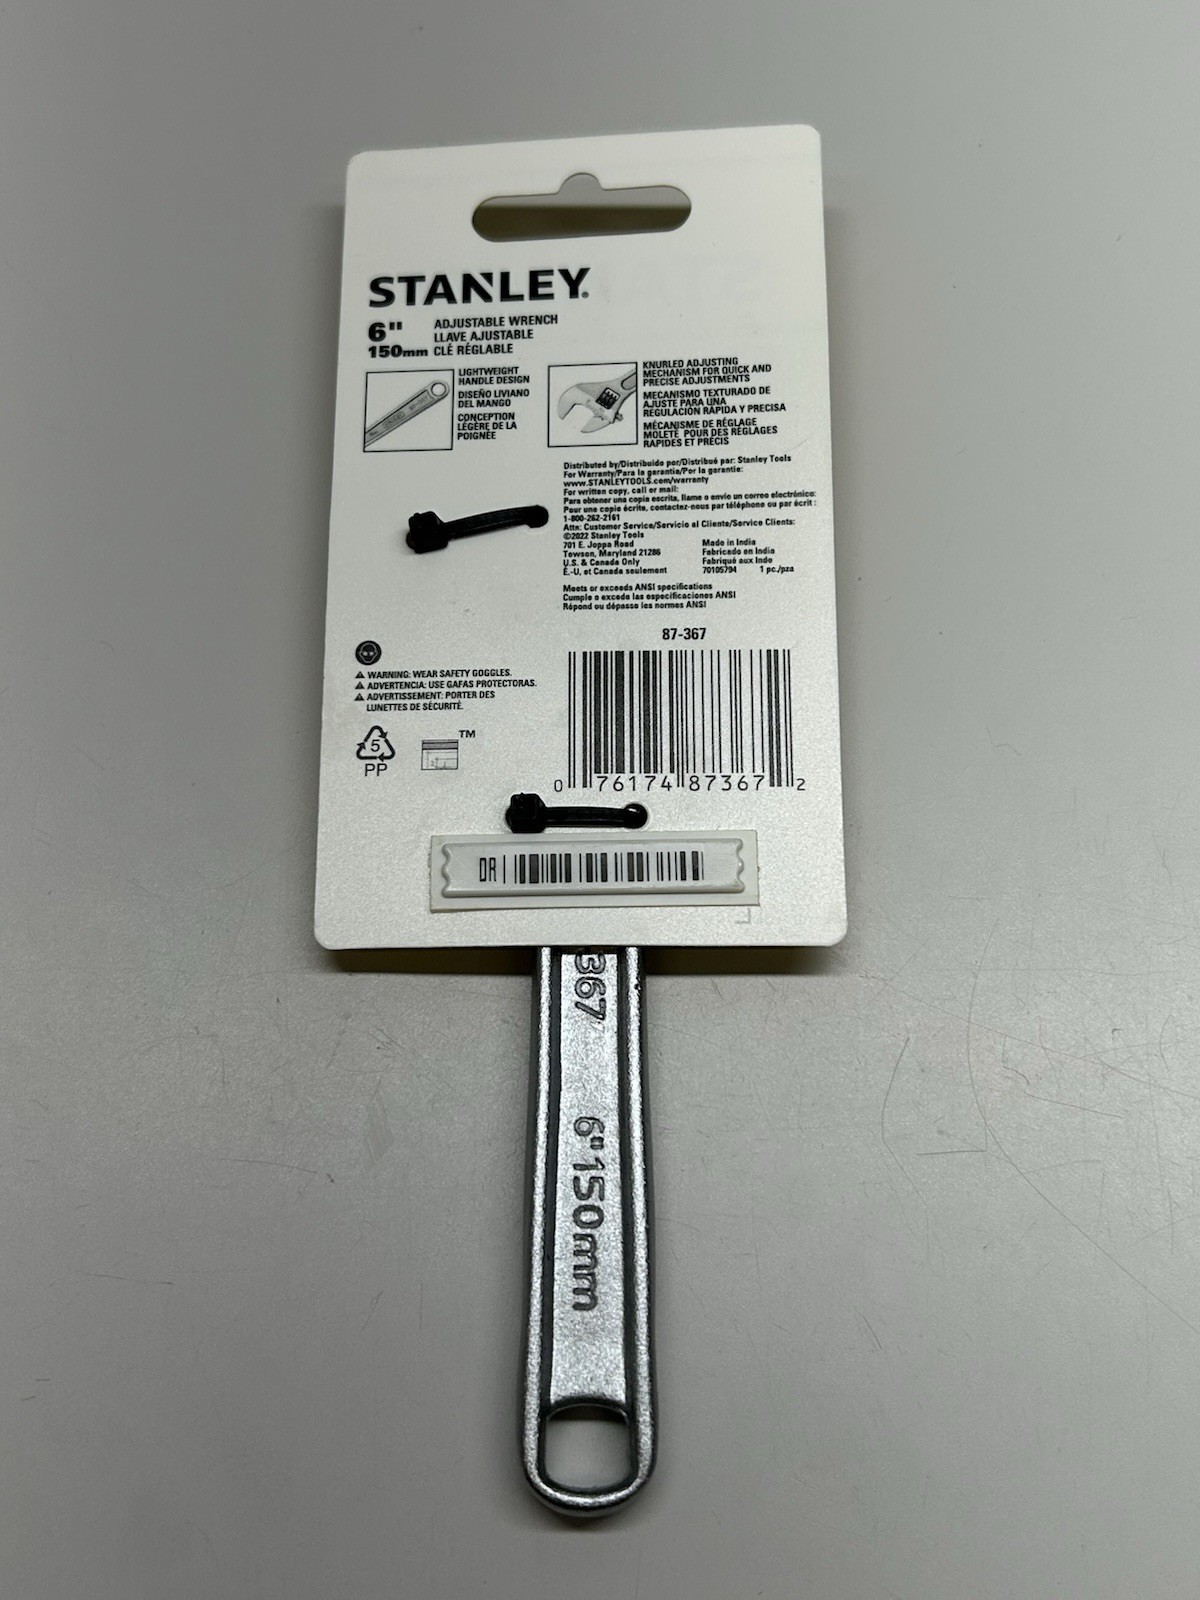 STANLEY®
6" ADJUSTABLE WRENCH
LLAVE AJUSTABLE
150mm CLÉ RÉGLABLE
LIGHTWEIGHT
HANDLE DESIGN
DISEÑO LIVIANO
DEL MANGO
CONCEPTION
LÉGÈRE DE LA
POIGNÉE
KNURLED ADJUSTING
MECHANISM FOR QUICK AND
PRECISE ADJUSTMENTS
MECANISMO TEXTURADO DE
AJUSTE PARA UNA
REGULACIÓN RÁPIDA Y PRECISA
MÉCANISME DE RÉGLAGE
MOLETÉ POUR DES RÉGLAGES
RAPIDES ET PRÉCIS
Distributed by/Distribuido por/Distribué par: Stanley Tools
For Warranty/Para la garantía/Por la garantie:
www.STANLEYTOOLS.com/warranty
For written copy, call or mail:
Para obtener una copia escrita, llame o envíe un correo electrónico:
Pour une copie écrite, contactez-nous par téléphone ou par écrit :
1-800-262-2161
Attn: Customer Service/Servicio al Cliente/Service Clients:
©2022 Stanley Tools
701 E. Joppa Road
Towson, Maryland 21286
U.S. & Canada Only
É.-U, et Canada seulement
Made in India
Fabricado en India
Fabriqué aux Inde
70105794 1 pc./pza
Meets or exceeds ANSI specifications
Cumple o excede las especificaciones ANSI
Répond ou dépasse les normes ANSI
87-367
⚠ WARNING: WEAR SAFETY GOGGLES.
⚠ ADVERTENCIA: USE GAFAS PROTECTORAS.
⚠ ADVERTISSEMENT: PORTER DES
LUNETTES DE SÉCURITÉ.
5
PP
TM
0 76174 87367 2
DR
367
6" 150mm